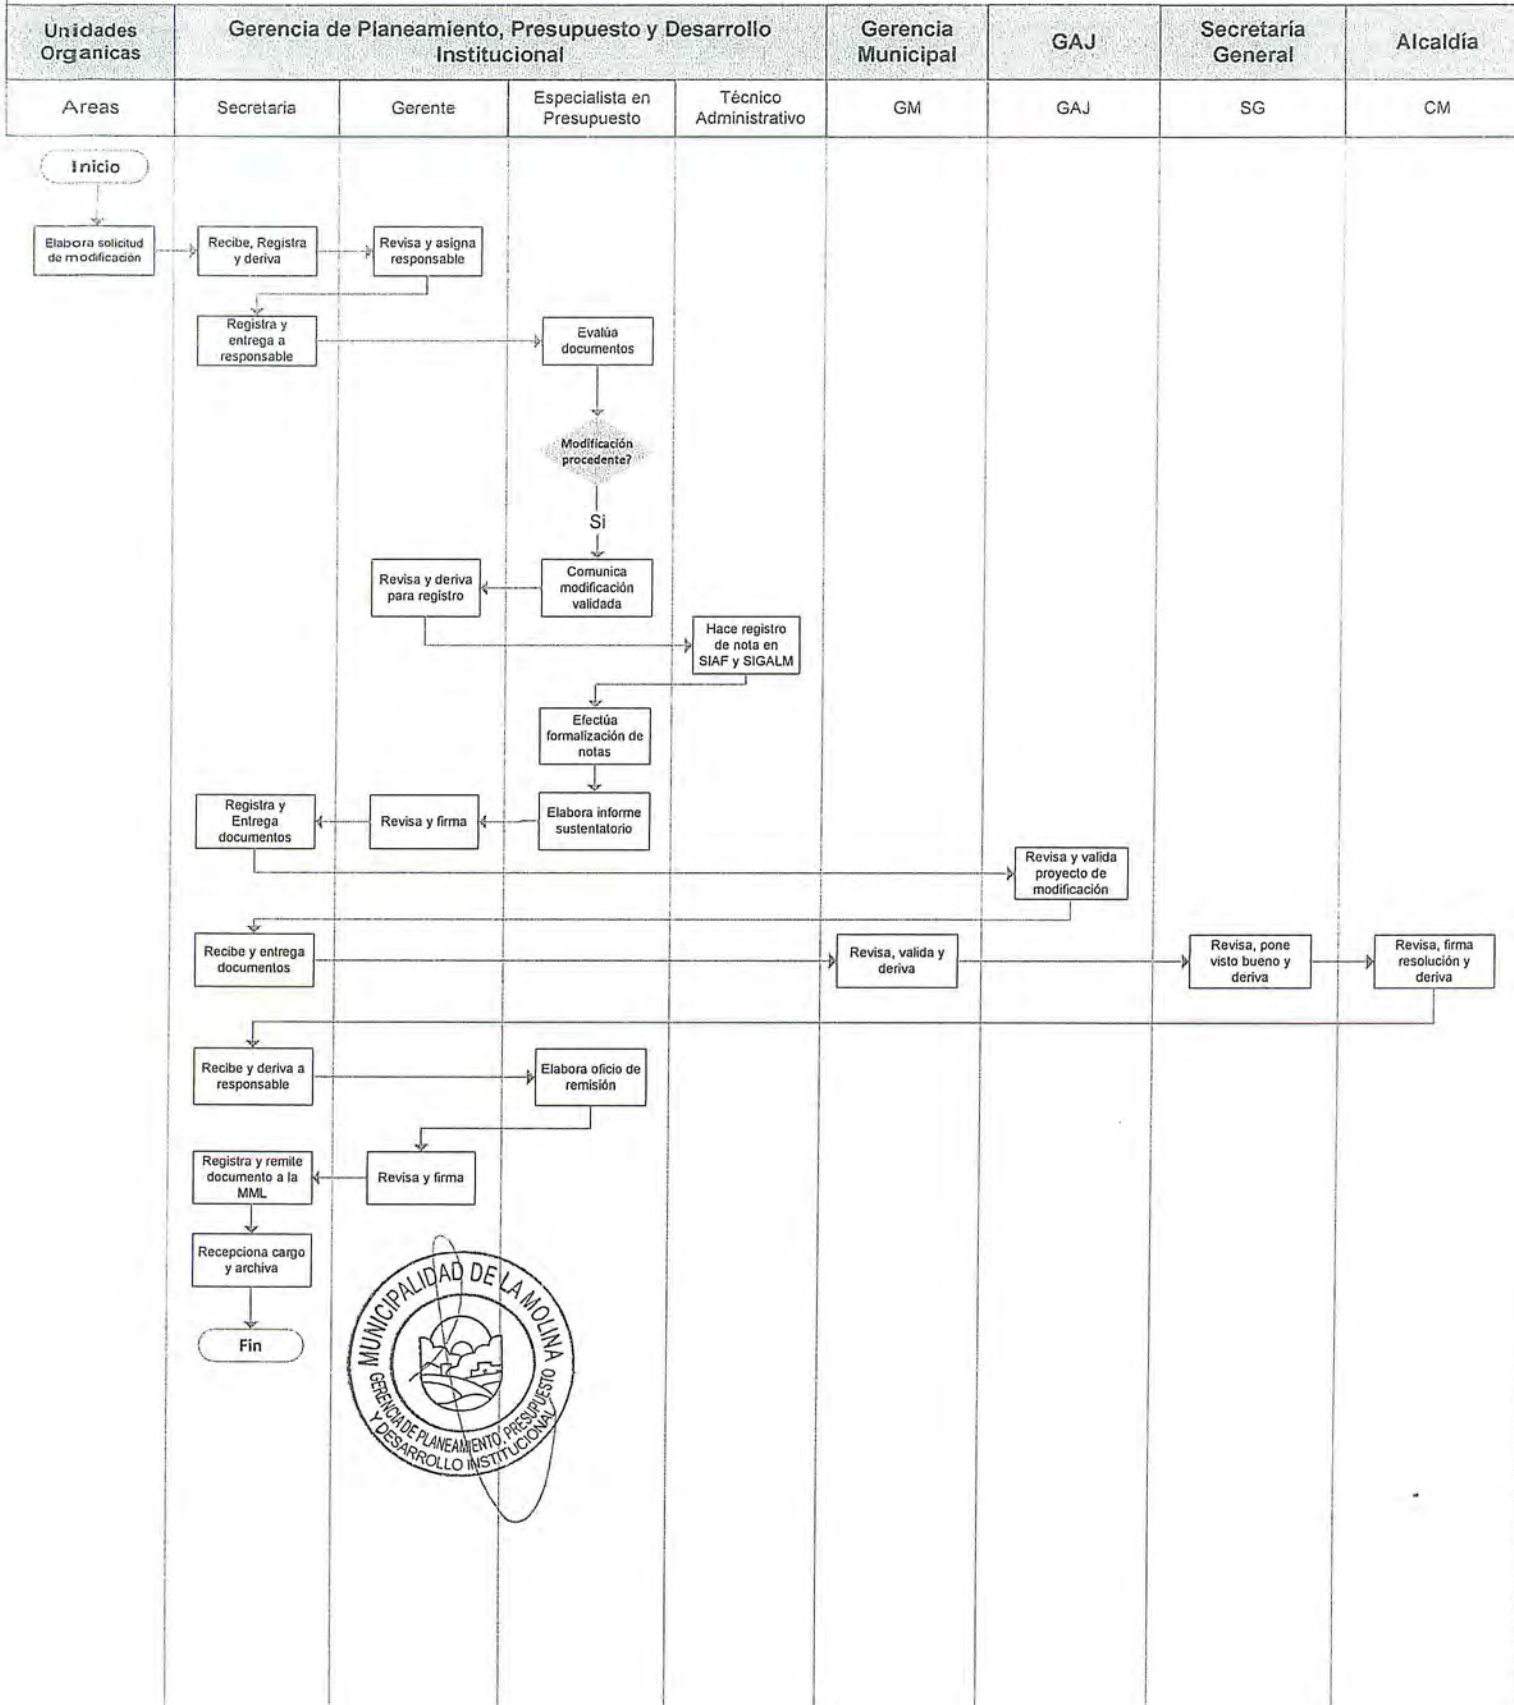 Unidades
Organicas
Gerencia de Planeamiento, Presupuesto y Desarrollo
Institucional
Gerencia
Municipal
GAJ
Secretaría
General
Alcaldía
Areas
Secretaria
Gerente
Especialista en
Presupuesto
Técnico
Administrativo
GM
GAJ
SG
CM
Inicio
Elabora solicitud
de modificación
Recibe, Registra
y deriva
Revisa y asigna
responsable
Registra y
entrega a
responsable
Evalúa
documentos
Modificación
procedente?
Si
Comunica
modificación
validada
Revisa y deriva
para registro
Hace registro
de nota en
SIAF y SIGALM
Efectúa
formalización de
notas
Elabora informe
sustentatorio
Revisa y firma
Registra y
Entrega
documentos
Revisa y valida
proyecto de
modificación
Recibe y entrega
documentos
Revisa, valida y
deriva
Revisa, pone
visto bueno y
deriva
Revisa, firma
resolución y
deriva
Recibe y deriva a
responsable
Elabora oficio de
remisión
Revisa y firma
Registra y remite
documento a la
MML
Recepciona cargo
y archiva
Fin
MUNICIPALIDAD DE LA MOLINA
GERENCIA DE PLANEAMIENTO, PRESUPUESTO
Y DESARROLLO INSTITUCIONAL